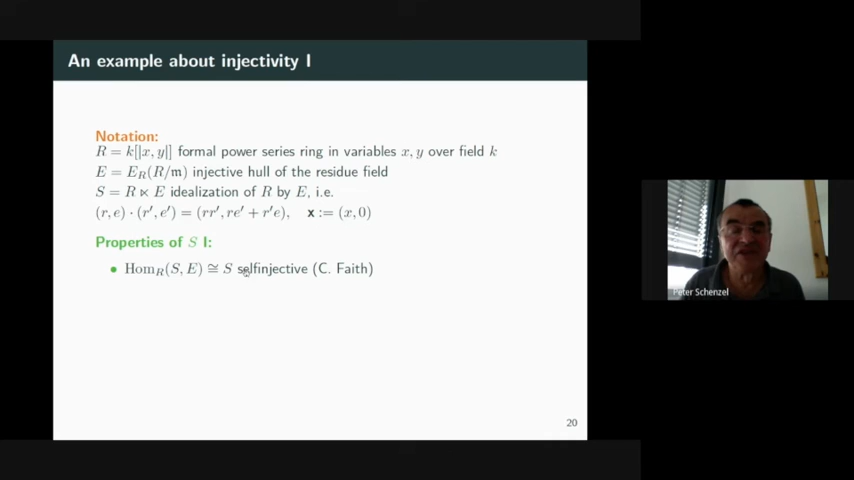 An example about injectivity I
Notation:
R = k[|x, y|] formal power series ring in variables x, y over field k
E = E_R(R/𝔪) injective hull of the residue field
S = R ⋉ E idealization of R by E, i.e.
(r, e) · (r′, e′) = (rr′, re′ + r′e), x := (x, 0)
Properties of S I:
• Hom_R(S, E) ≅ S selfinjective (C. Faith)
20
Peter Schenzel